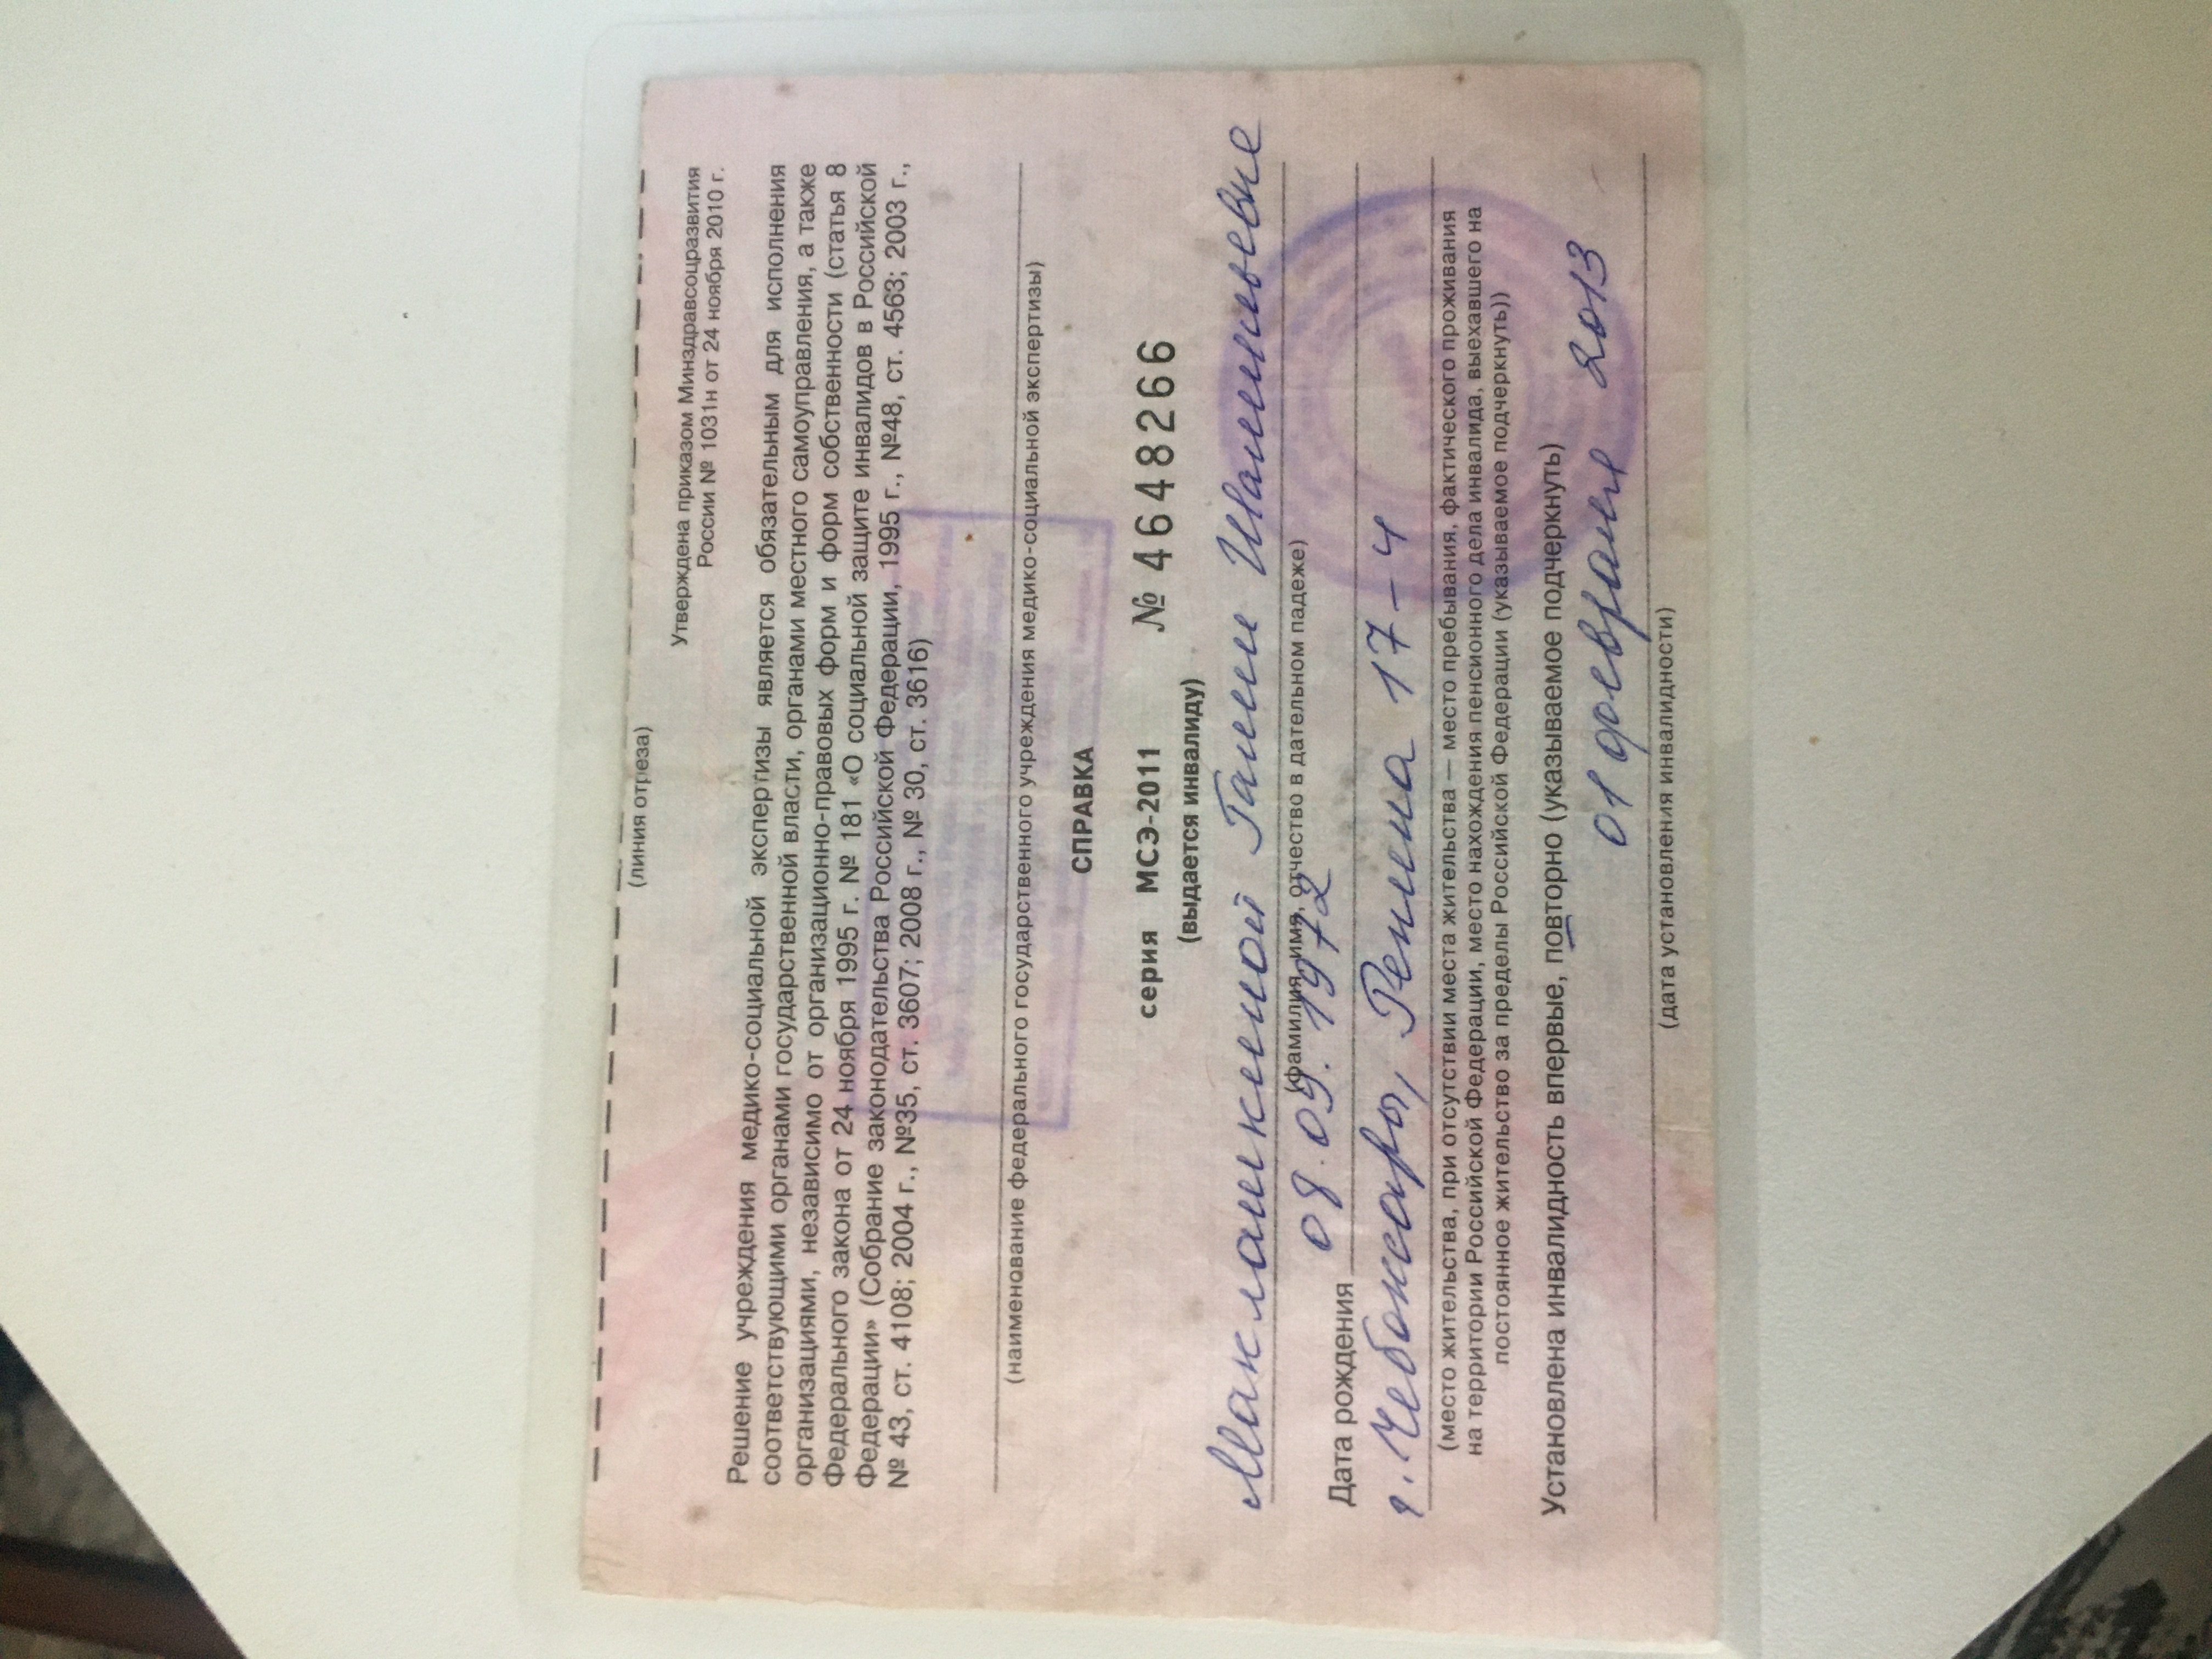 (линия отреза)
Утверждена приказом Минздравсоцразвития
России № 1031н от 24 ноября 2010 г.
Решение учреждения медико-социальной экспертизы является обязательным для исполнения
соответствующими органами государственной власти, органами местного самоуправления, а также
организациями, независимо от организационно-правовых форм и форм собственности (статья 8
Федерального закона от 24 ноября 1995 г. № 181 «О социальной защите инвалидов в Российской
Федерации» (Собрание законодательства Российской Федерации, 1995 г., №48, ст. 4563; 2003 г.,
№ 43, ст. 4108; 2004 г., №35, ст. 3607; 2008 г., № 30, ст. 3616)
(наименование федерального государственного учреждения медико-социальной экспертизы)
СПРАВКА
серия МСЭ-2011 № 4648266
(выдается инвалиду)
(фамилия, имя, отчество в дательном падеже)
Дата рождения 08.09.1972
г. Чебоксары, Репина 17-4
(место жительства, при отсутствии места жительства — место пребывания, фактического проживания
на территории Российской Федерации, место нахождения пенсионного дела инвалида, выехавшего на
постоянное жительство за пределы Российской Федерации (указываемое подчеркнуть))
Установлена инвалидность впервые, повторно (указываемое подчеркнуть)
01 февраля 2013
(дата установления инвалидности)